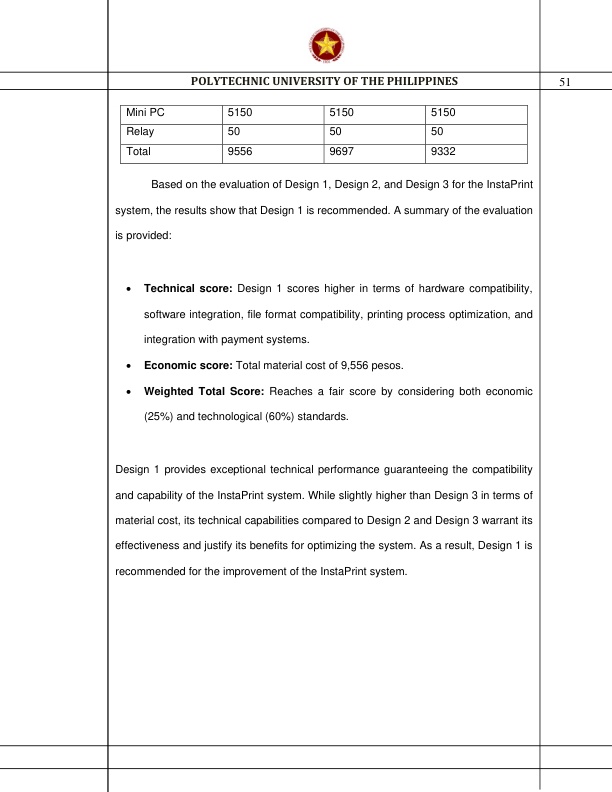 POLYTECHNIC UNIVERSITY OF THE PHILIPPINES 51
Mini PC 5150 5150 5150
Relay 50 50 50
Total 9556 9697 9332
Based on the evaluation of Design 1, Design 2, and Design 3 for the InstaPrint
system, the results show that Design 1 is recommended. A summary of the evaluation
is provided:
• Technical score: Design 1 scores higher in terms of hardware compatibility,
software integration, file format compatibility, printing process optimization, and
integration with payment systems.
• Economic score: Total material cost of 9,556 pesos.
• Weighted Total Score: Reaches a fair score by considering both economic
(25%) and technological (60%) standards.
Design 1 provides exceptional technical performance guaranteeing the compatibility
and capability of the InstaPrint system. While slightly higher than Design 3 in terms of
material cost, its technical capabilities compared to Design 2 and Design 3 warrant its
effectiveness and justify its benefits for optimizing the system. As a result, Design 1 is
recommended for the improvement of the InstaPrint system.